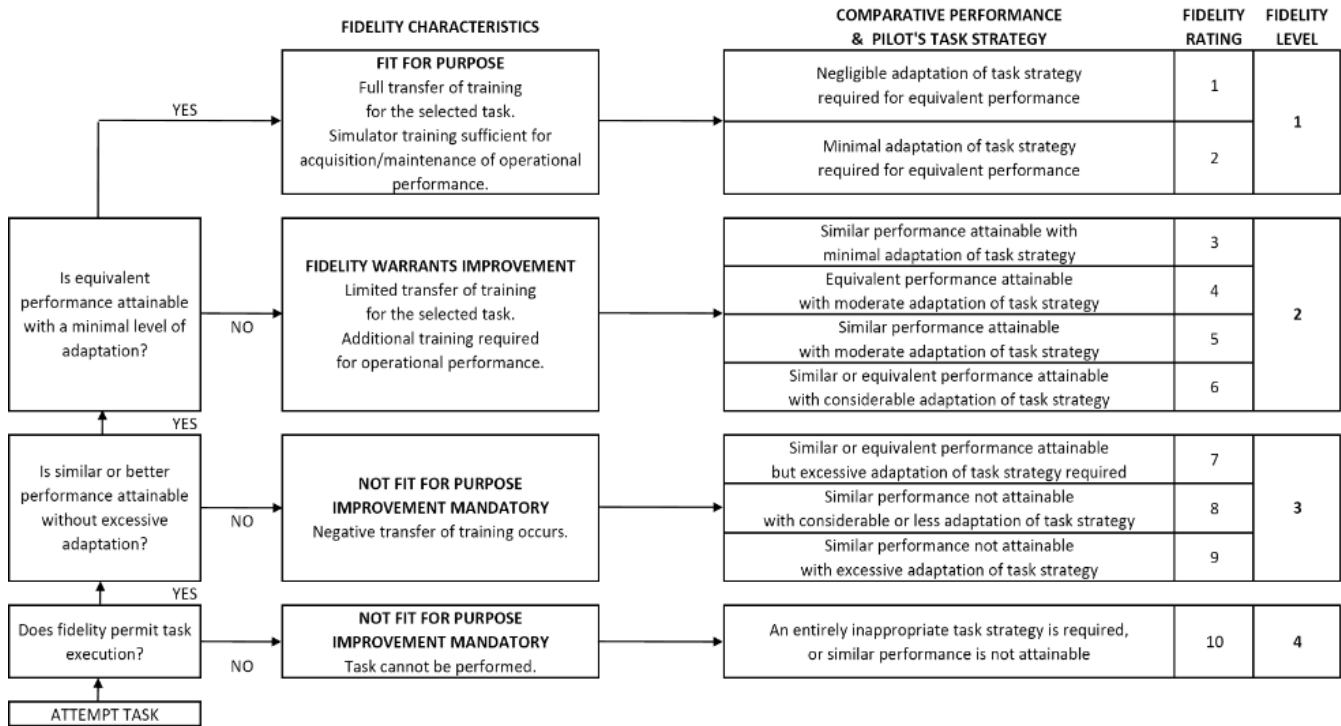 FIDELITY CHARACTERISTICS
COMPARATIVE PERFORMANCE
& PILOT'S TASK STRATEGY
FIDELITY
RATING
FIDELITY
LEVEL
YES
FIT FOR PURPOSE
Full transfer of training
for the selected task.
Simulator training sufficient for
acquisition/maintenance of operational
performance.
Negligible adaptation of task strategy
required for equivalent performance
1
Minimal adaptation of task strategy
required for equivalent performance
2
1
Is equivalent
performance attainable
with a minimal level of
adaptation?
NO
FIDELITY WARRANTS IMPROVEMENT
Limited transfer of training
for the selected task.
Additional training required
for operational performance.
Similar performance attainable with
minimal adaptation of task strategy
3
Equivalent performance attainable
with moderate adaptation of task strategy
4
Similar performance attainable
with moderate adaptation of task strategy
5
Similar or equivalent performance attainable
with considerable adaptation of task strategy
6
2
YES
Is similar or better
performance attainable
without excessive
adaptation?
NO
NOT FIT FOR PURPOSE
IMPROVEMENT MANDATORY
Negative transfer of training occurs.
Similar or equivalent performance attainable
but excessive adaptation of task strategy required
7
Similar performance not attainable
with considerable or less adaptation of task strategy
8
Similar performance not attainable
with excessive adaptation of task strategy
9
3
YES
Does fidelity permit task
execution?
NO
NOT FIT FOR PURPOSE
IMPROVEMENT MANDATORY
Task cannot be performed.
An entirely inappropriate task strategy is required,
or similar performance is not attainable
10
4
ATTEMPT TASK